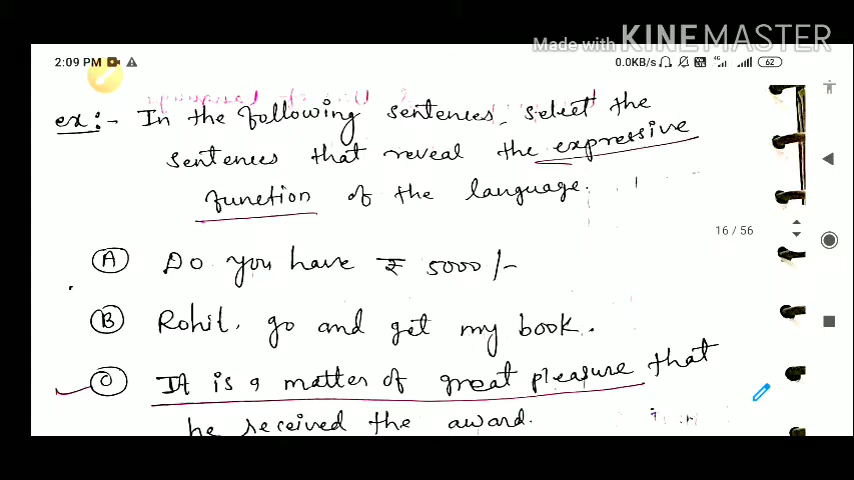 Made with KINEMASTER
2:09 PM 0.0KB/s 62
ex:- In the following sentences, select the
sentences that reveal the expressive
function of the language.
16/56
(A) Do you have ₹ 5000/-
(B) Rohit, go and get my book.
(C) It is a matter of great pleasure that
he received the award.